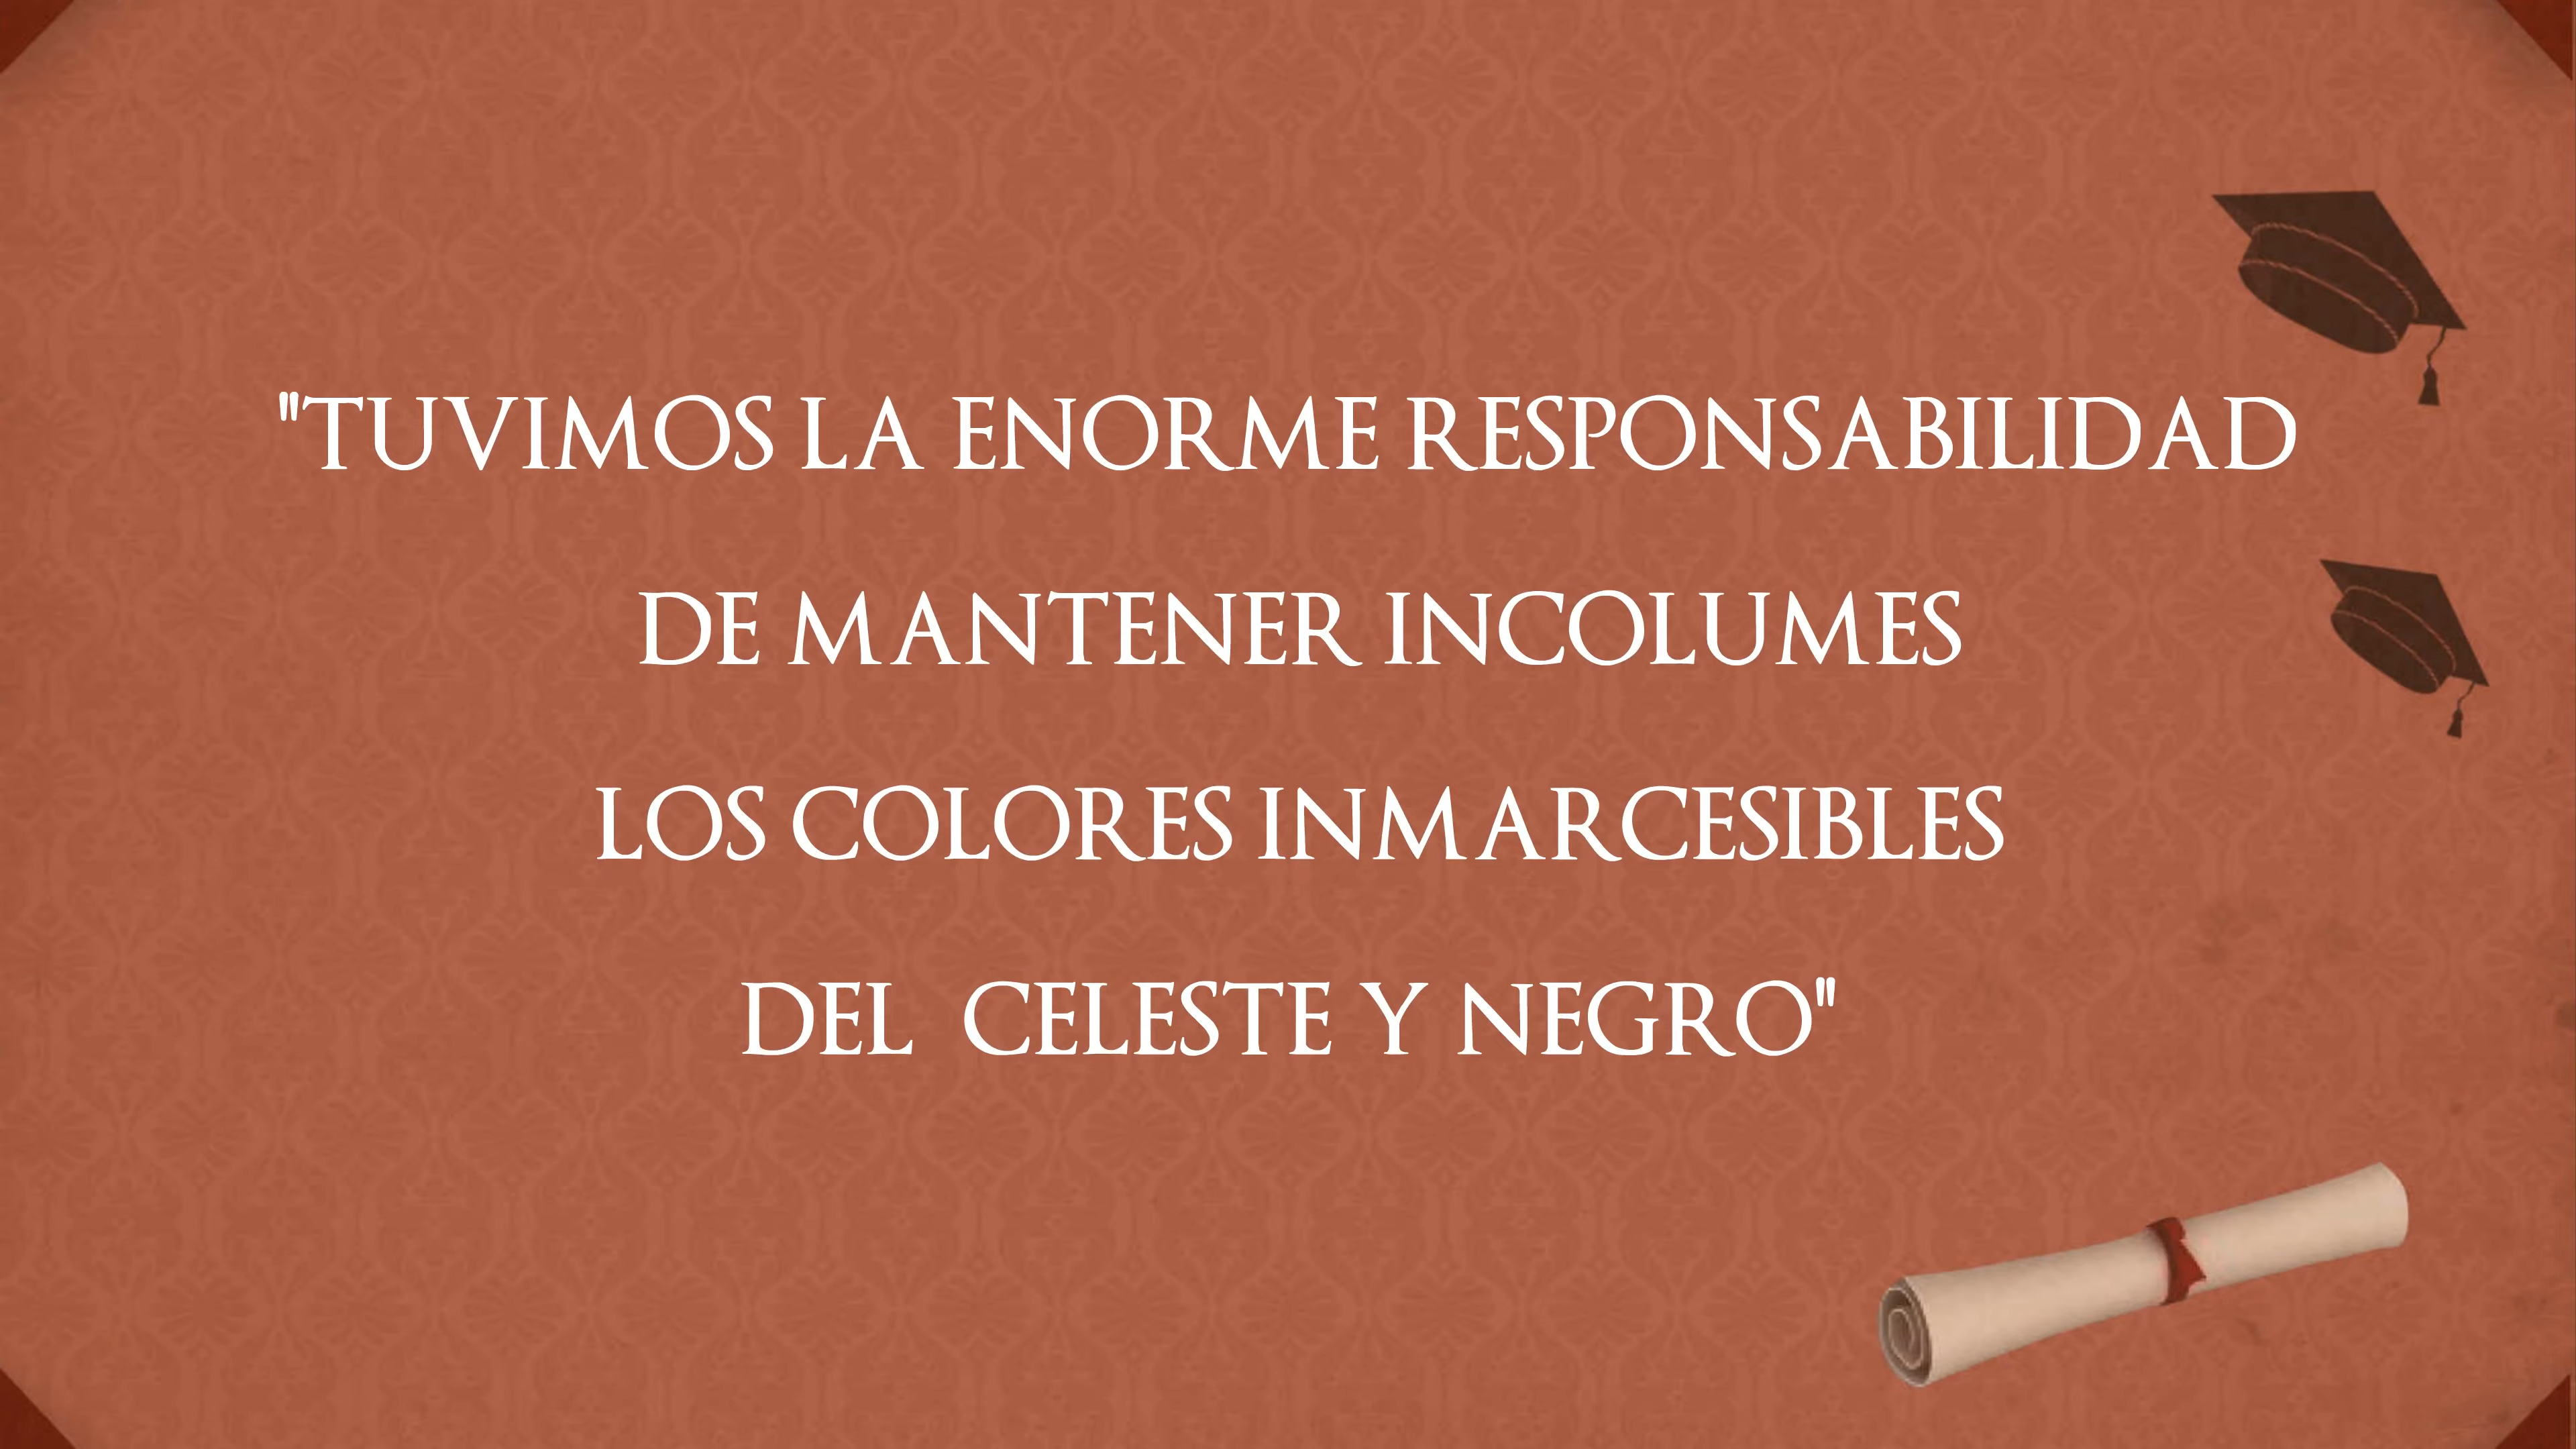 "TUVIMOS LA ENORME RESPONSABILIDAD
DE MANTENER INCOLUMES
LOS COLORES INMARCESIBLES
DEL CELESTE Y NEGRO"